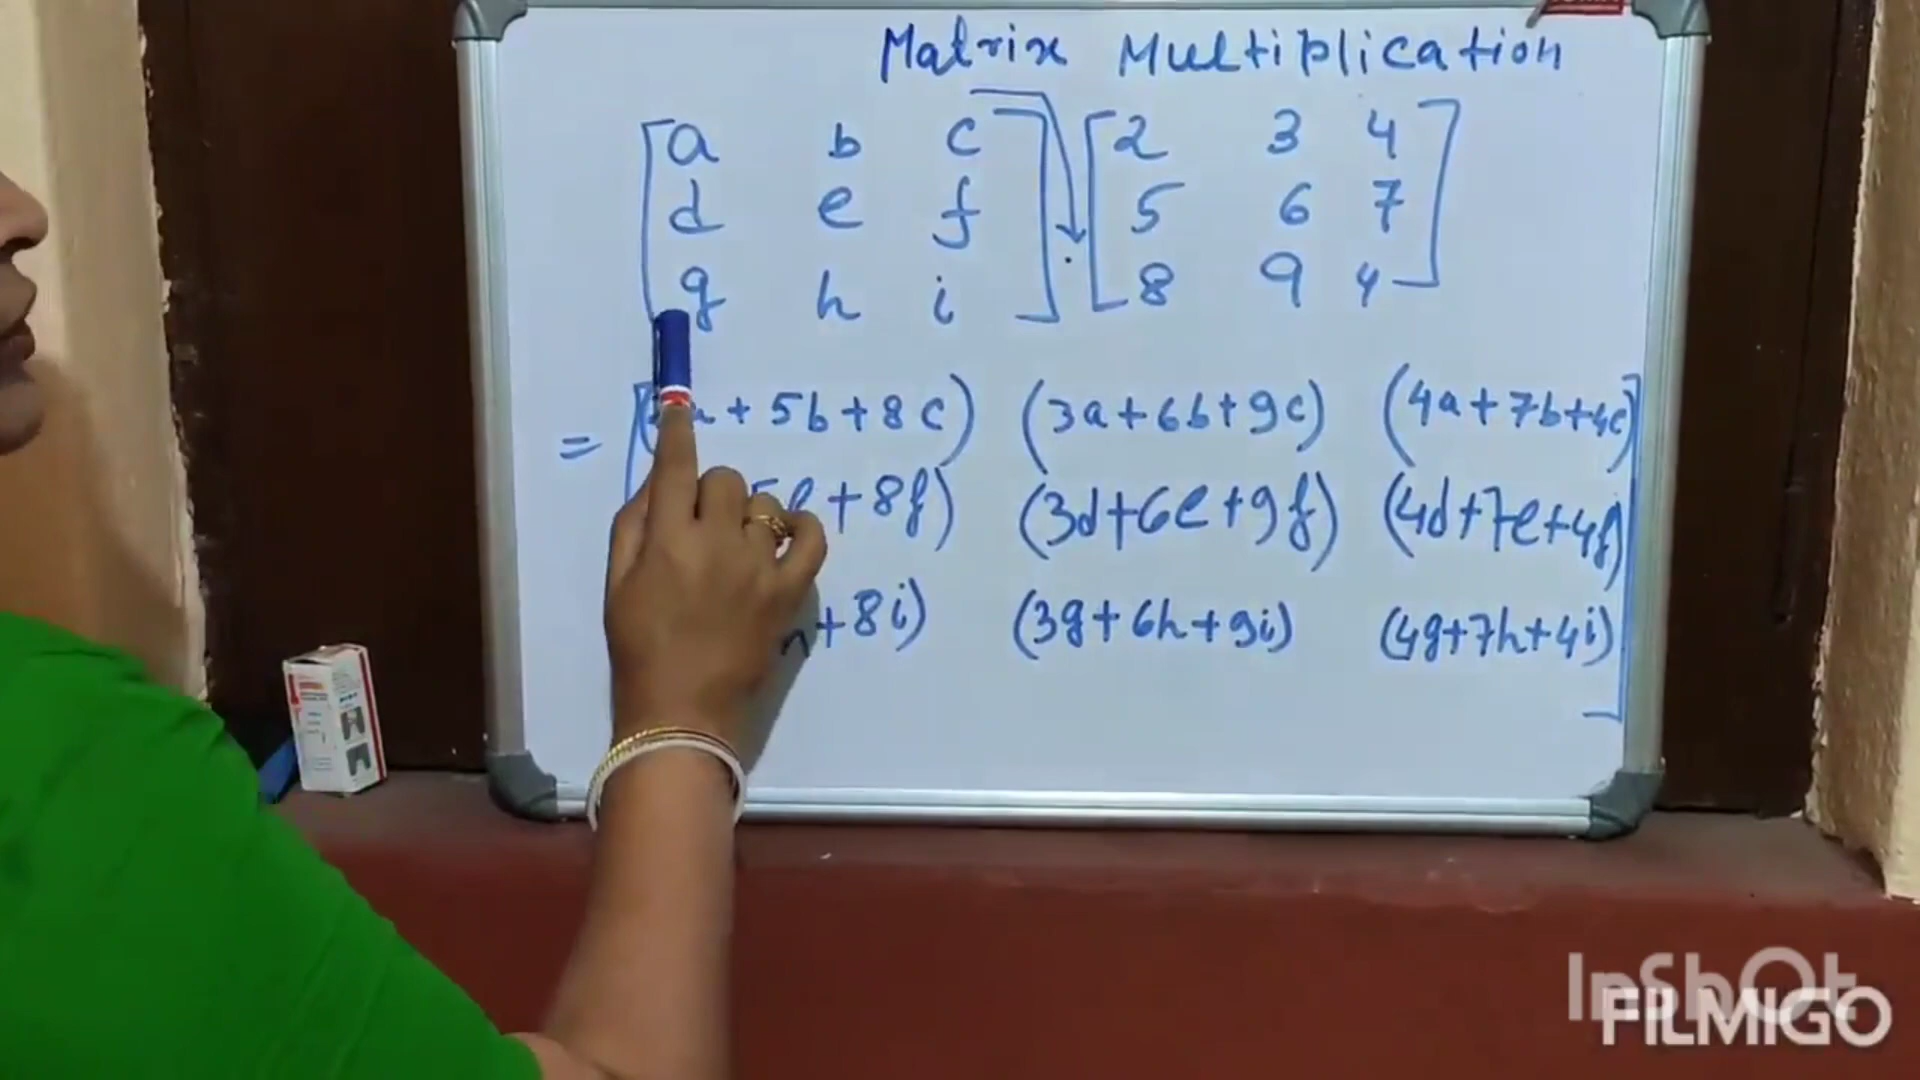 Matrix Multiplication
a b c 2 3 4
d e f 5 6 7
g h i 8 9 4
= + 5b + 8c) (3a + 6b + 9c) (4a + 7b + 4c)
+ 8f) (3d + 6e + 9f) (4d + 7e + 4f)
+ 8i) (3g + 6h + 9i) (4g + 7h + 4i)
InShOt
FILMIGO